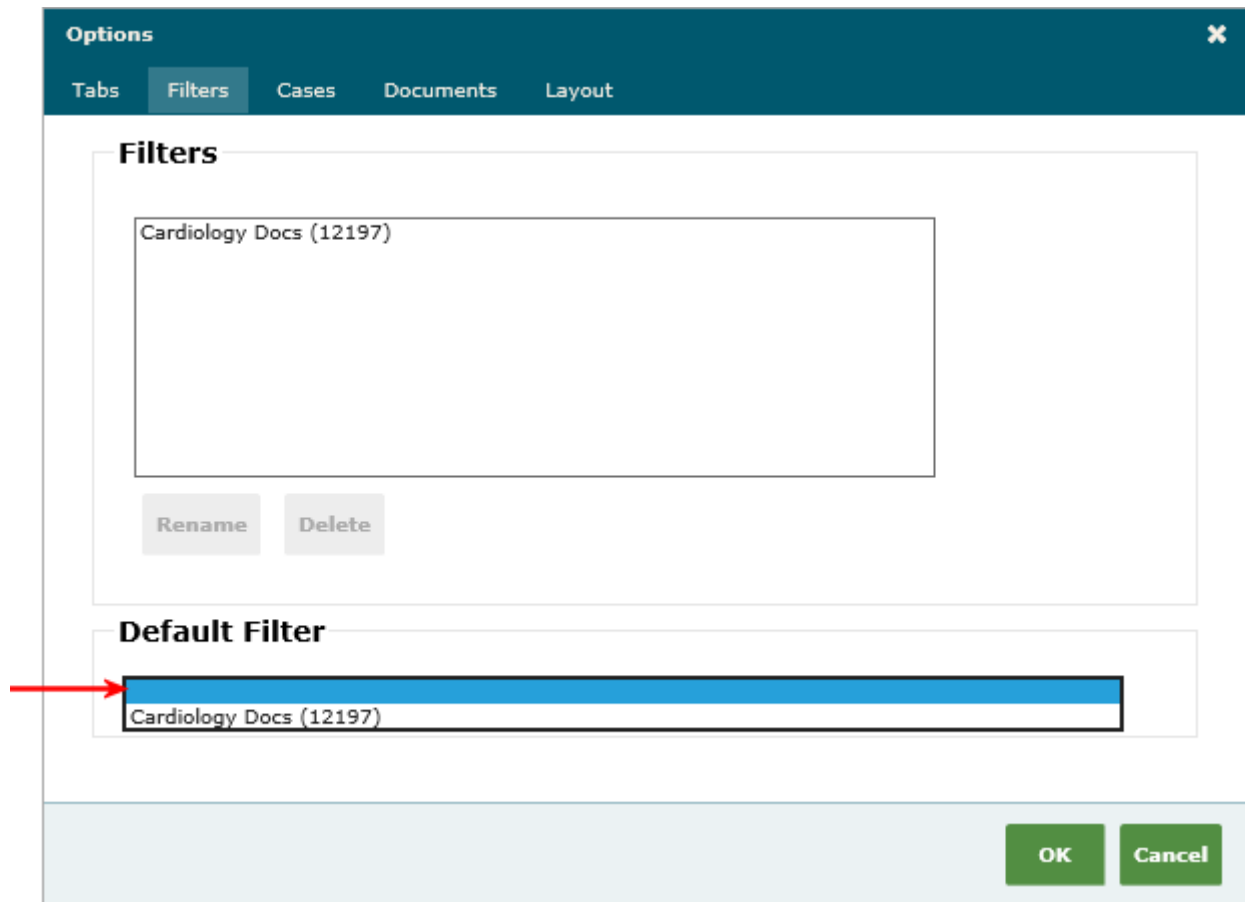 Options
Tabs Filters Cases Documents Layout
Filters
Cardiology Docs (12197)
Rename Delete
Default Filter
Cardiology Docs (12197)
OK Cancel